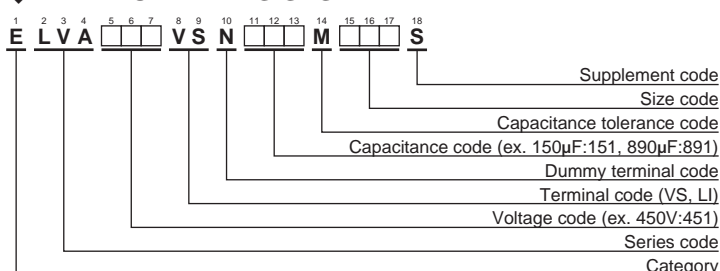 1 2 3 4 5 6 7 8 9 10 11 12 13 14 15 16 17 18
E L V A V S N M S
Supplement code
Size code
Capacitance tolerance code
Capacitance code (ex. 150µF:151, 890µF:891)
Dummy terminal code
Terminal code (VS, LI)
Voltage code (ex. 450V:451)
Series code
Category